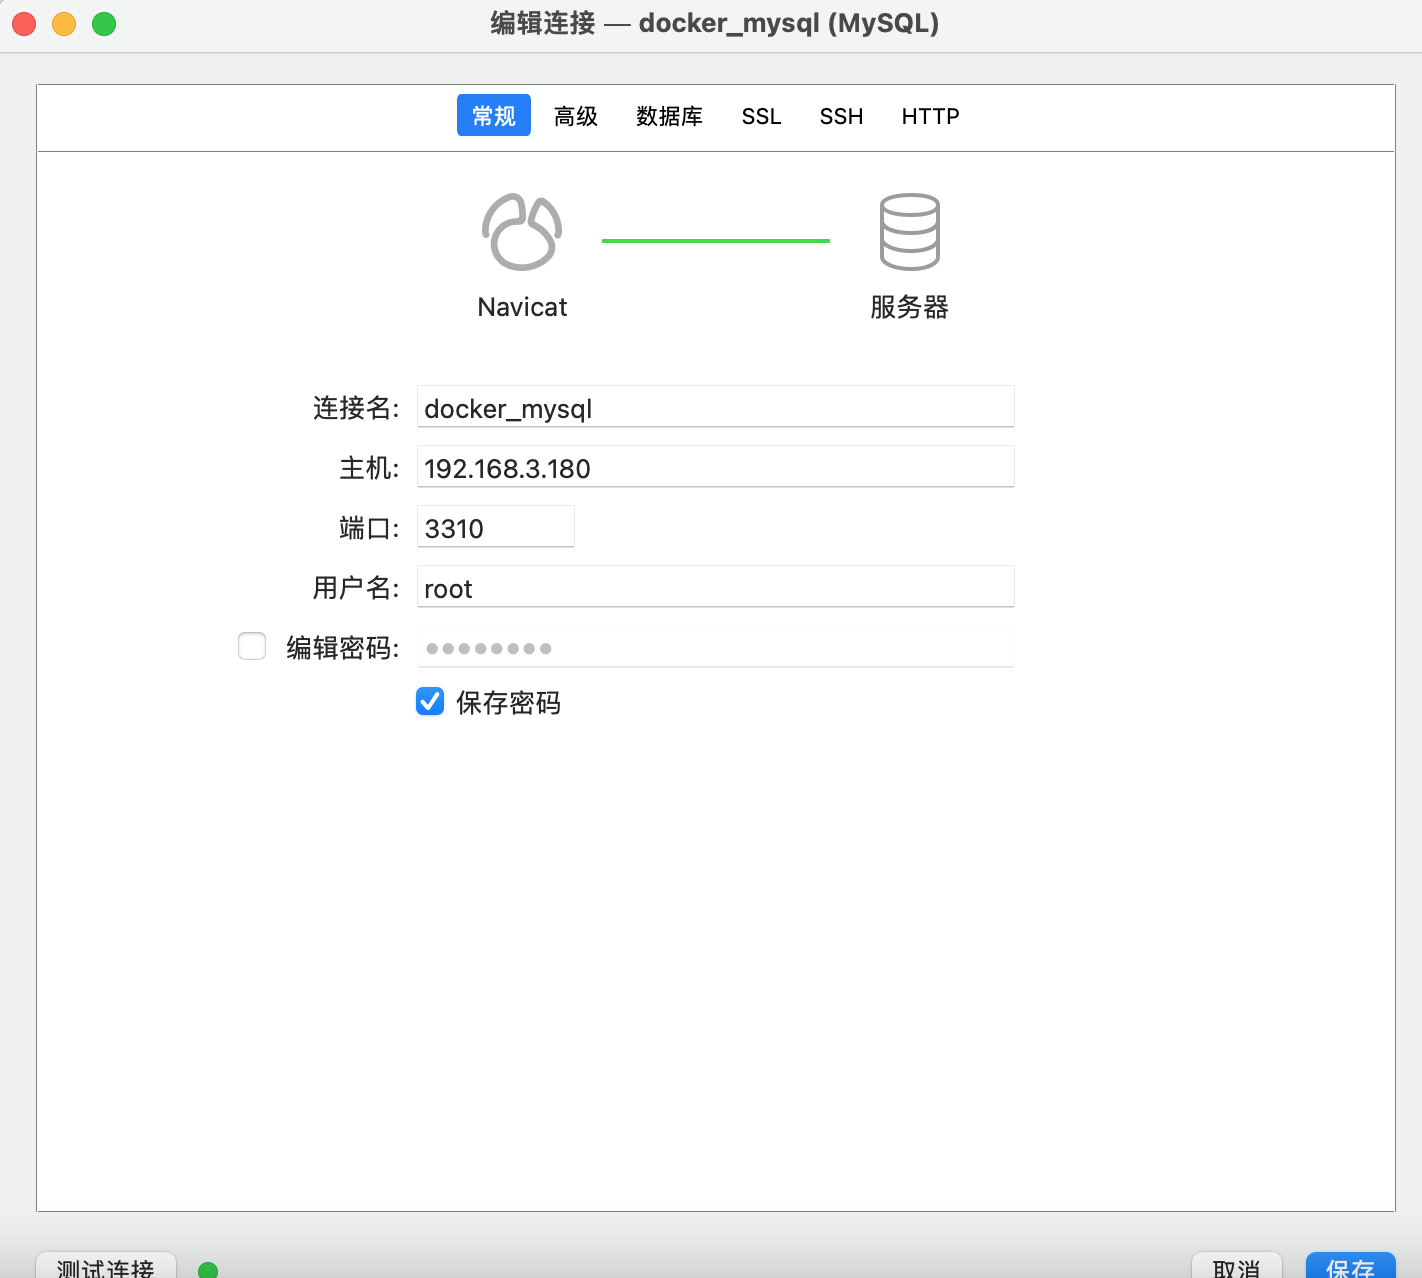 编辑连接 — docker_mysql (MySQL)
常规 高级 数据库 SSL SSH HTTP
Navicat 服务器
连接名: docker_mysql
主机: 192.168.3.180
端口: 3310
用户名: root
编辑密码: ••••••••
保存密码
测试连接 取消 保存